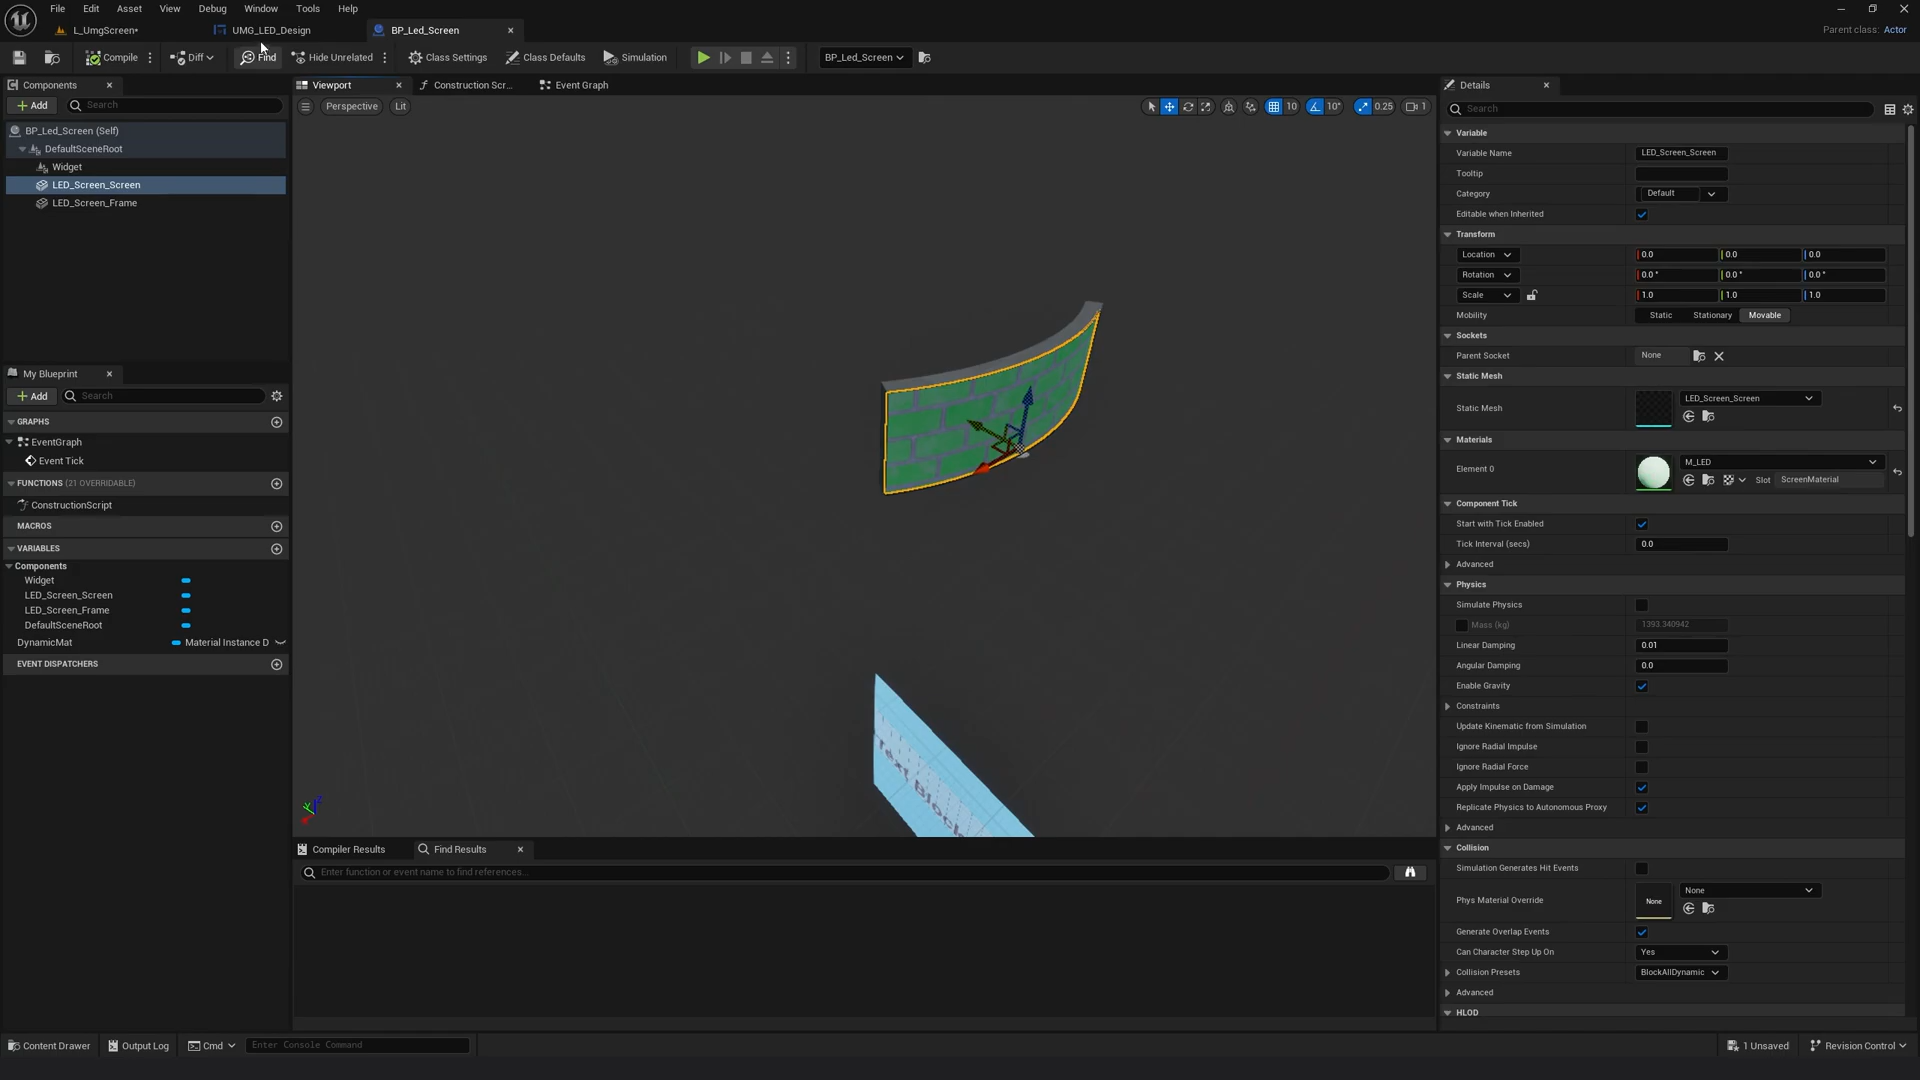 File Edit Asset View Debug Window Tools Help
L_UmgScreen* UMG_LED_Design BP_Led_Screen
Parent class: Actor
Compile Diff Find Hide Unrelated Class Settings Class Defaults Simulation BP_Led_Screen
Components
Add Search
BP_Led_Screen (Self)
DefaultSceneRoot
Widget
LED_Screen_Screen
LED_Screen_Frame
My Blueprint
Add Search
GRAPHS
EventGraph
Event Tick
FUNCTIONS (21 OVERRIDABLE)
ConstructionScript
MACROS
VARIABLES
Components
Widget
LED_Screen_Screen
LED_Screen_Frame
DefaultSceneRoot
DynamicMat Material Instance D
EVENT DISPATCHERS
Viewport Construction Scr... Event Graph
Perspective Lit 10 10° 0.25 1
Text Block
Compiler Results Find Results
Enter function or event name to find references...
Details
Search
Variable
Variable Name LED_Screen_Screen
Tooltip
Category Default
Editable when Inherited
Transform
Location 0.0 0.0 0.0
Rotation 0.0° 0.0° 0.0°
Scale 1.0 1.0 1.0
Mobility Static Stationary Movable
Sockets
Parent Socket None
Static Mesh
Static Mesh LED_Screen_Screen
Materials
Element 0 M_LED
Slot ScreenMaterial
Component Tick
Start with Tick Enabled
Tick Interval (secs) 0.0
Advanced
Physics
Simulate Physics
Mass (kg) 1393.340942
Linear Damping 0.01
Angular Damping 0.0
Enable Gravity
Constraints
Update Kinematic from Simulation
Ignore Radial Impulse
Ignore Radial Force
Apply Impulse on Damage
Replicate Physics to Autonomous Proxy
Advanced
Collision
Simulation Generates Hit Events
Phys Material Override None None
Generate Overlap Events
Can Character Step Up On Yes
Collision Presets BlockAllDynamic
Advanced
HLOD
Content Drawer Output Log Cmd Enter Console Command 1 Unsaved Revision Control